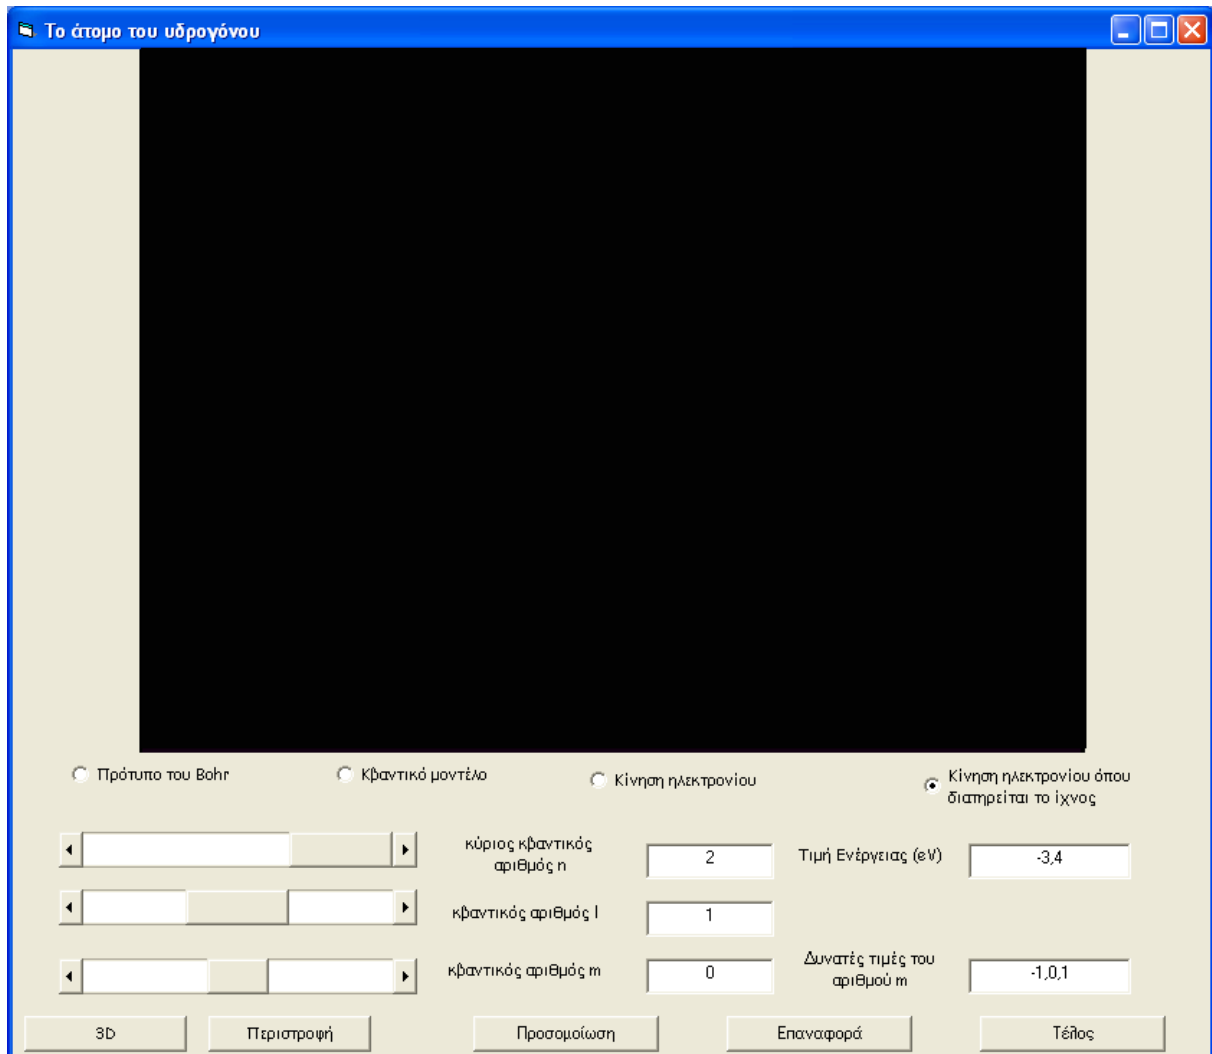 Το άτομο του υδρογόνου
Πρότυπο του Bohr
Κβαντικό μοντέλο
Κίνηση ηλεκτρονίου
Κίνηση ηλεκτρονίου όπου
διατηρείται το ίχνος
κύριος κβαντικός
αριθμός n
2
Τιμή Ενέργειας (eV)
-3,4
κβαντικός αριθμός l
1
κβαντικός αριθμός m
0
Δυνατές τιμές του
αριθμού m
-1,0,1
3D
Περιστροφή
Προσομοίωση
Επαναφορά
Τέλος